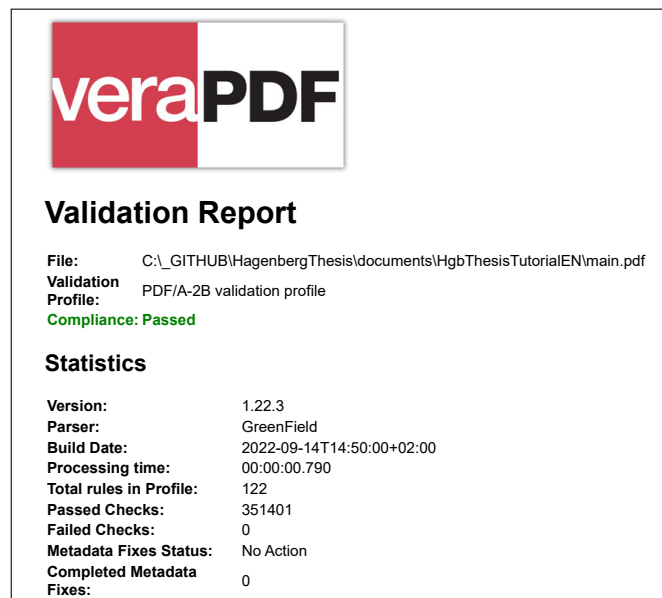 veraPDF
Validation Report
File: C:\_GITHUB\HagenbergThesis\documents\HgbThesisTutorialEN\main.pdf
Validation
Profile: PDF/A-2B validation profile
Compliance: Passed
Statistics
Version: 1.22.3
Parser: GreenField
Build Date: 2022-09-14T14:50:00+02:00
Processing time: 00:00:00.790
Total rules in Profile: 122
Passed Checks: 351401
Failed Checks: 0
Metadata Fixes Status: No Action
Completed Metadata
Fixes: 0